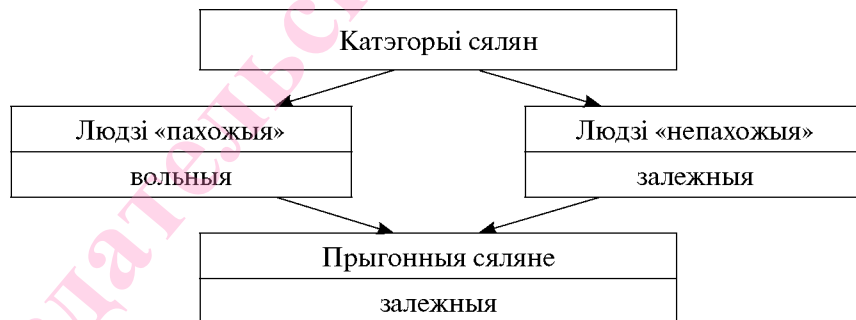 Катэгорыі сялян
Людзі «пахожыя»
вольныя
Людзі «непахожыя»
залежныя
Прыгонныя сяляне
залежныя